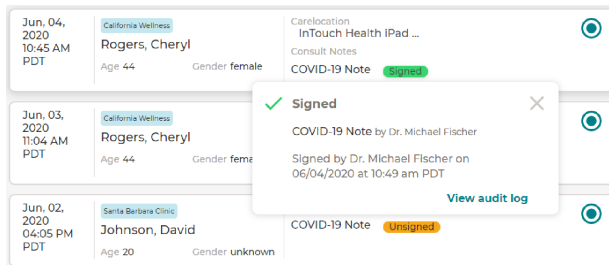 Jun, 04,
2020
10:45 AM
PDT
California Wellness
Rogers, Cheryl
Age 44 Gender female
Carelocation
InTouch Health IPad ...
Consult Notes
COVID-19 Note Signed
Signed
COVID-19 Note by Dr. Michael Fischer
Signed by Dr. Michael Fischer on
06/04/2020 at 10:49 am PDT
View audit log
Jun, 03,
2020
11:04 AM
PDT
California Wellness
Rogers, Cheryl
Age 44 Gender fema
Jun, 02,
2020
04:05 PM
PDT
Santa Barbara Clinic
Johnson, David
Age 20 Gender unknown
COVID-19 Note Unsigned